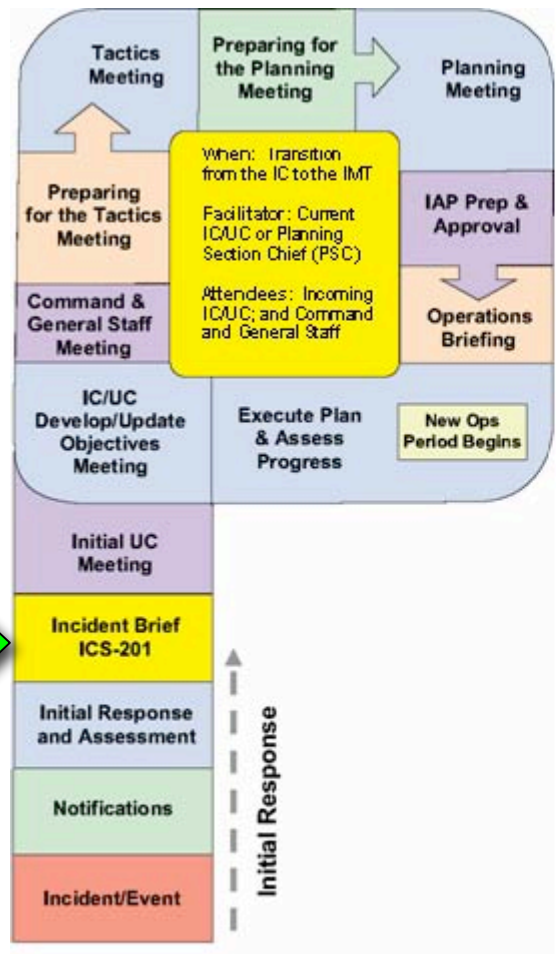 Tactics
Meeting
Preparing for
the Planning
Meeting
Planning
Meeting
When: Transition
from the IC to the IMT
Facilitator: Current
IC/UC or Planning
Section Chief (PSC)
Attendees: Incoming
IC/UC; and Command
and General Staff
Preparing
for the Tactics
Meeting
IAP Prep &
Approval
Command &
General Staff
Meeting
Operations
Briefing
IC/UC
Develop/Update
Objectives
Meeting
Execute Plan
& Assess
Progress
New Ops
Period Begins
Initial UC
Meeting
Incident Brief
ICS-201
Initial Response
and Assessment
Notifications
Incident/Event
Initial Response